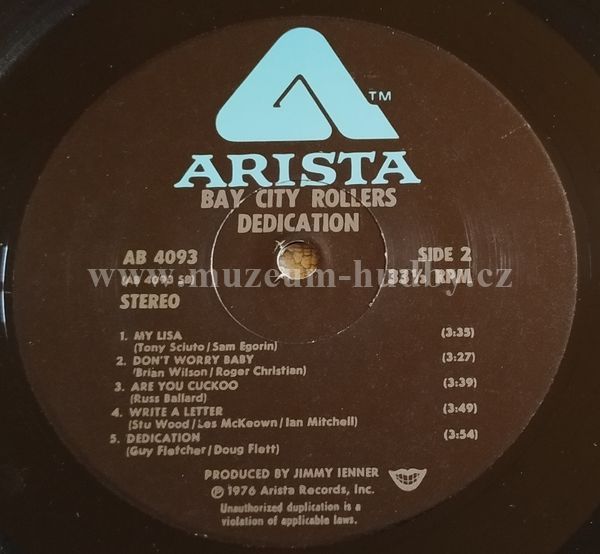 TM
ARISTA
BAY CITY ROLLERS
DEDICATION
AB 4093
SIDE 2
(AB 4093 SB)
33⅓ RPM
www.muzeum-hudby.cz
STEREO
1. MY LISA (3:35)
(Tony Sciuto/Sam Egorin)
2. DON'T WORRY BABY (3:27)
(Brian Wilson/Roger Christian)
3. ARE YOU CUCKOO (3:39)
(Russ Ballard)
4. WRITE A LETTER (3:49)
(Stu Wood/Les McKeown/Ian Mitchell)
5. DEDICATION (3:54)
(Guy Fletcher/Doug Flett)
PRODUCED BY JIMMY IENNER
℗ 1976 Arista Records, Inc.
Unauthorized duplication is a
violation of applicable laws.